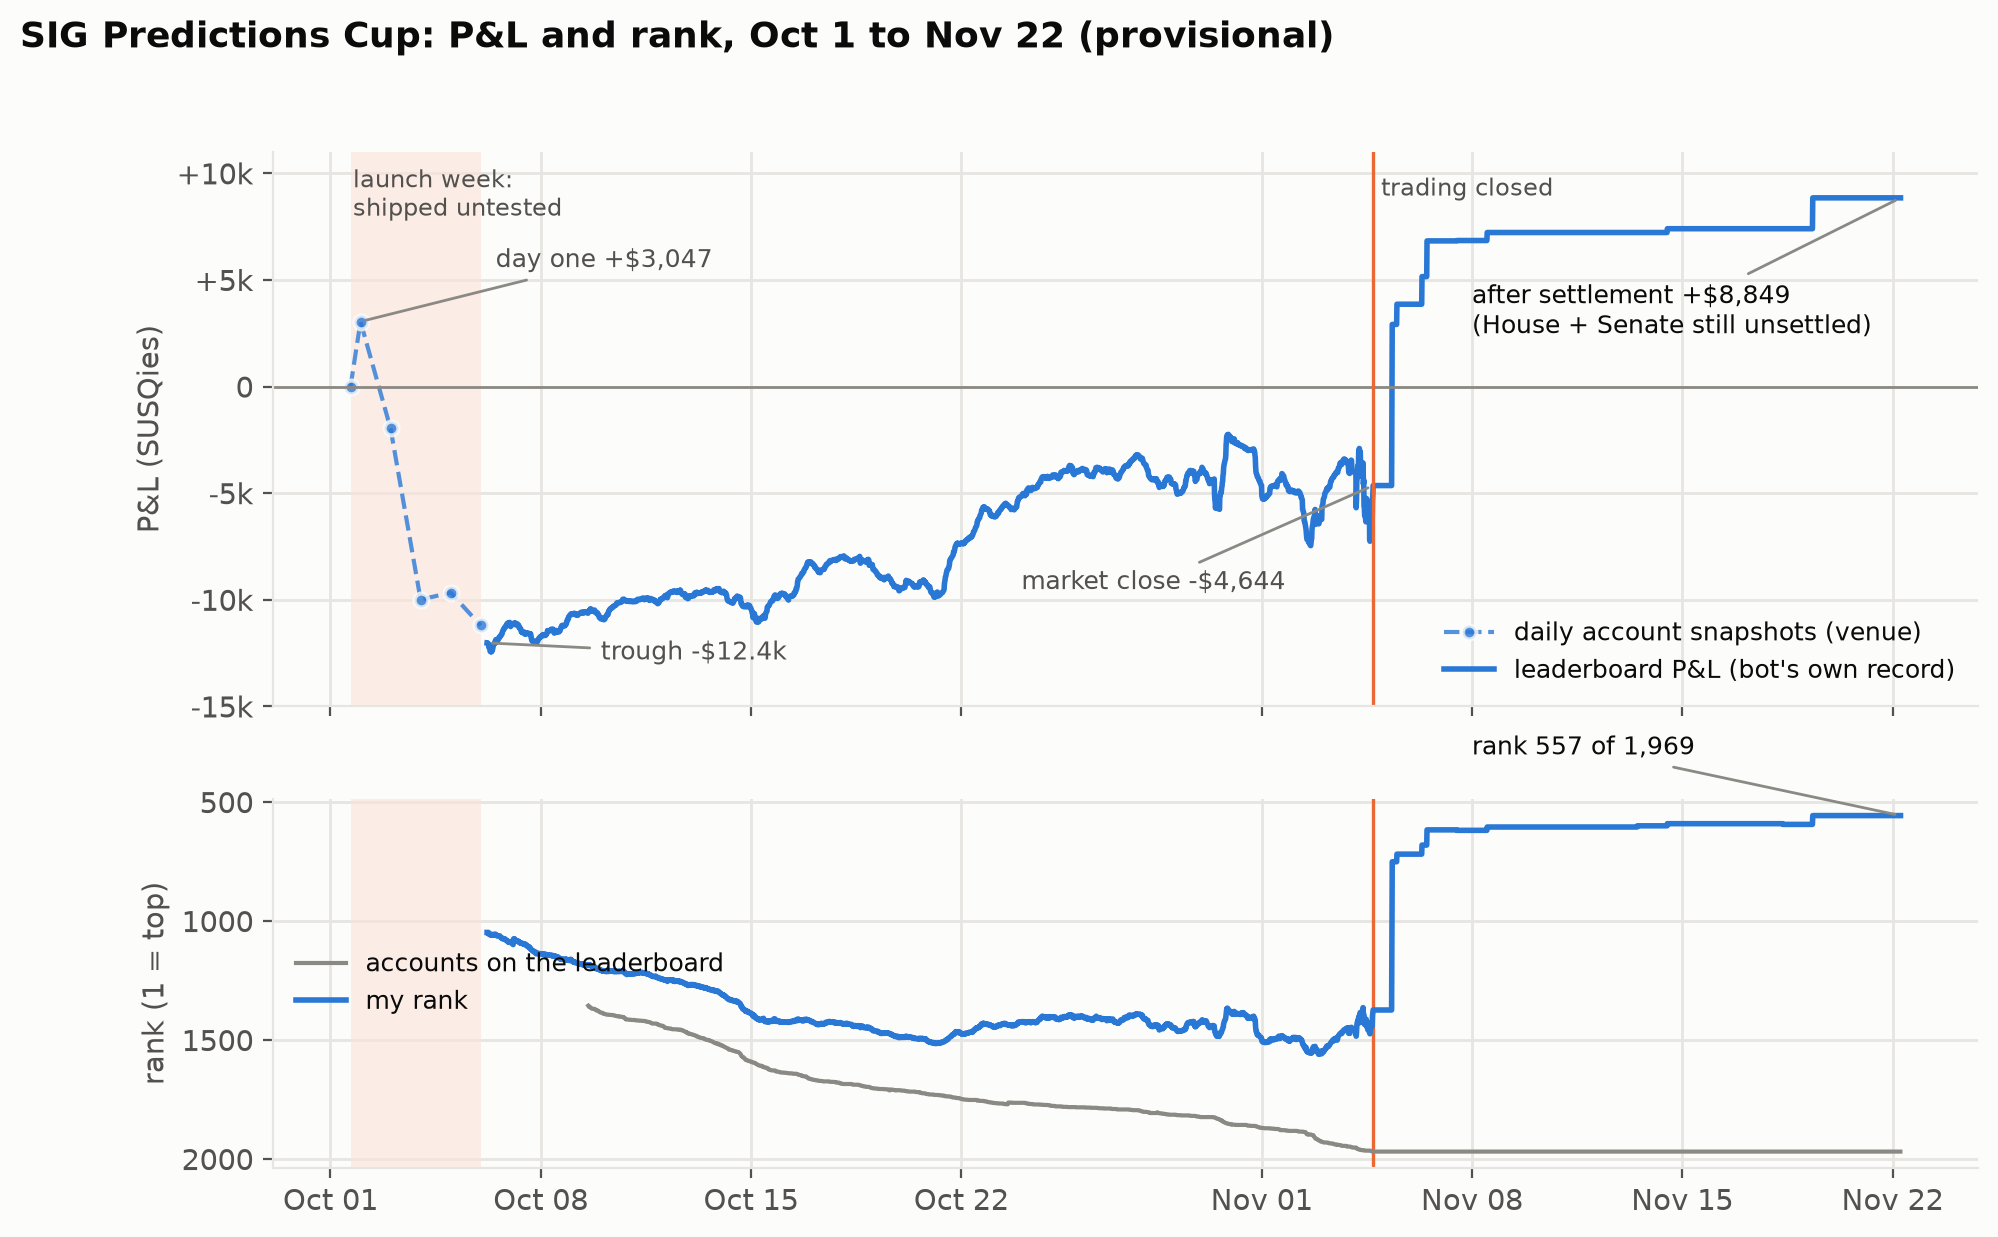 SIG Predictions Cup: P&L and rank, Oct 1 to Nov 22 (provisional)
P&L (SUSQies)
+10k
+5k
0
-5k
-10k
-15k
launch week:
shipped untested
day one +$3,047
trading closed
after settlement +$8,849
(House + Senate still unsettled)
market close -$4,644
trough -$12.4k
daily account snapshots (venue)
leaderboard P&L (bot's own record)
rank 557 of 1,969
rank (1 = top)
500
1000
1500
2000
accounts on the leaderboard
my rank
Oct 01
Oct 08
Oct 15
Oct 22
Nov 01
Nov 08
Nov 15
Nov 22